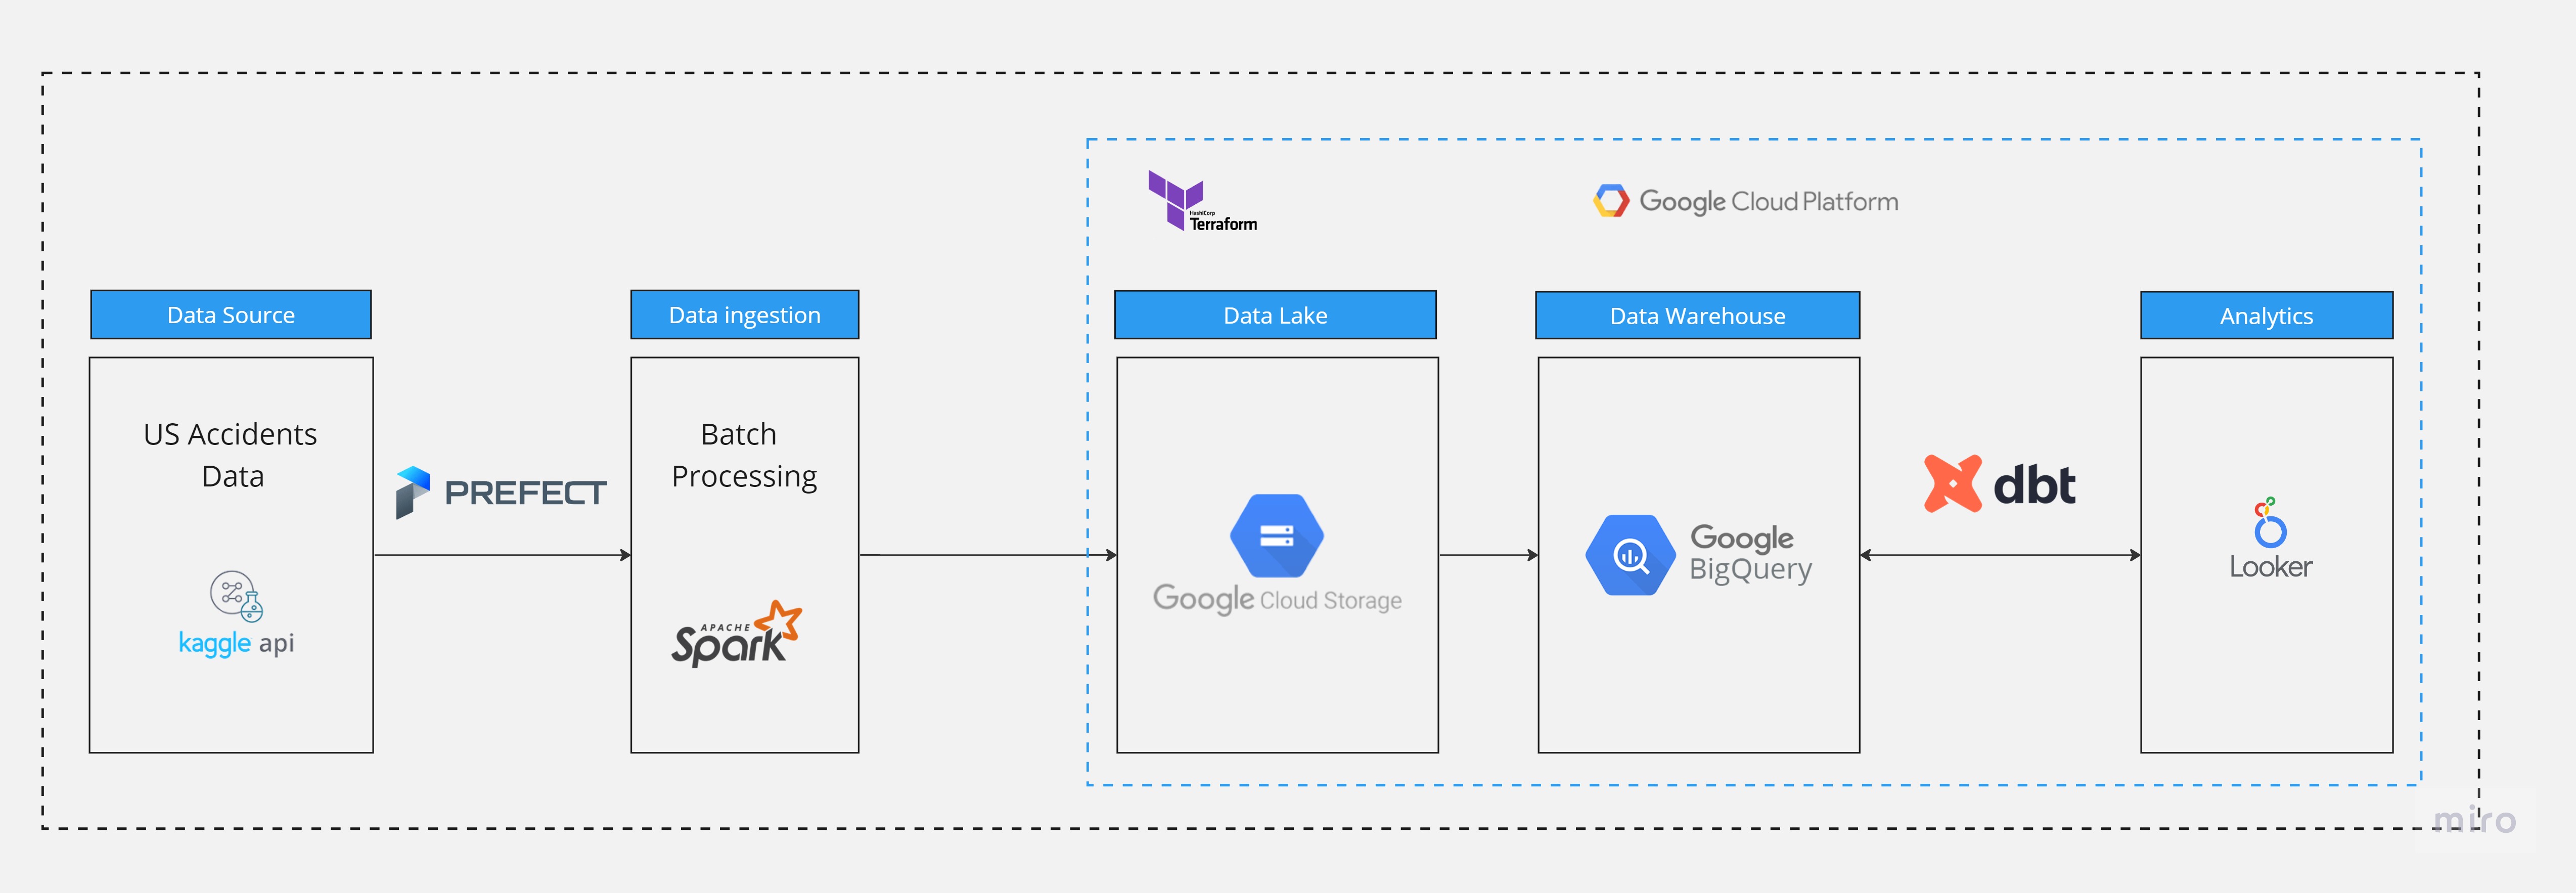 HashiCorp
Terraform
Google Cloud Platform
Data Source
Data ingestion
Data Lake
Data Warehouse
Analytics
US Accidents
Data
kaggle api
PREFECT
Batch
Processing
APACHE
Spark
Google Cloud Storage
Google
BigQuery
dbt
Looker
miro